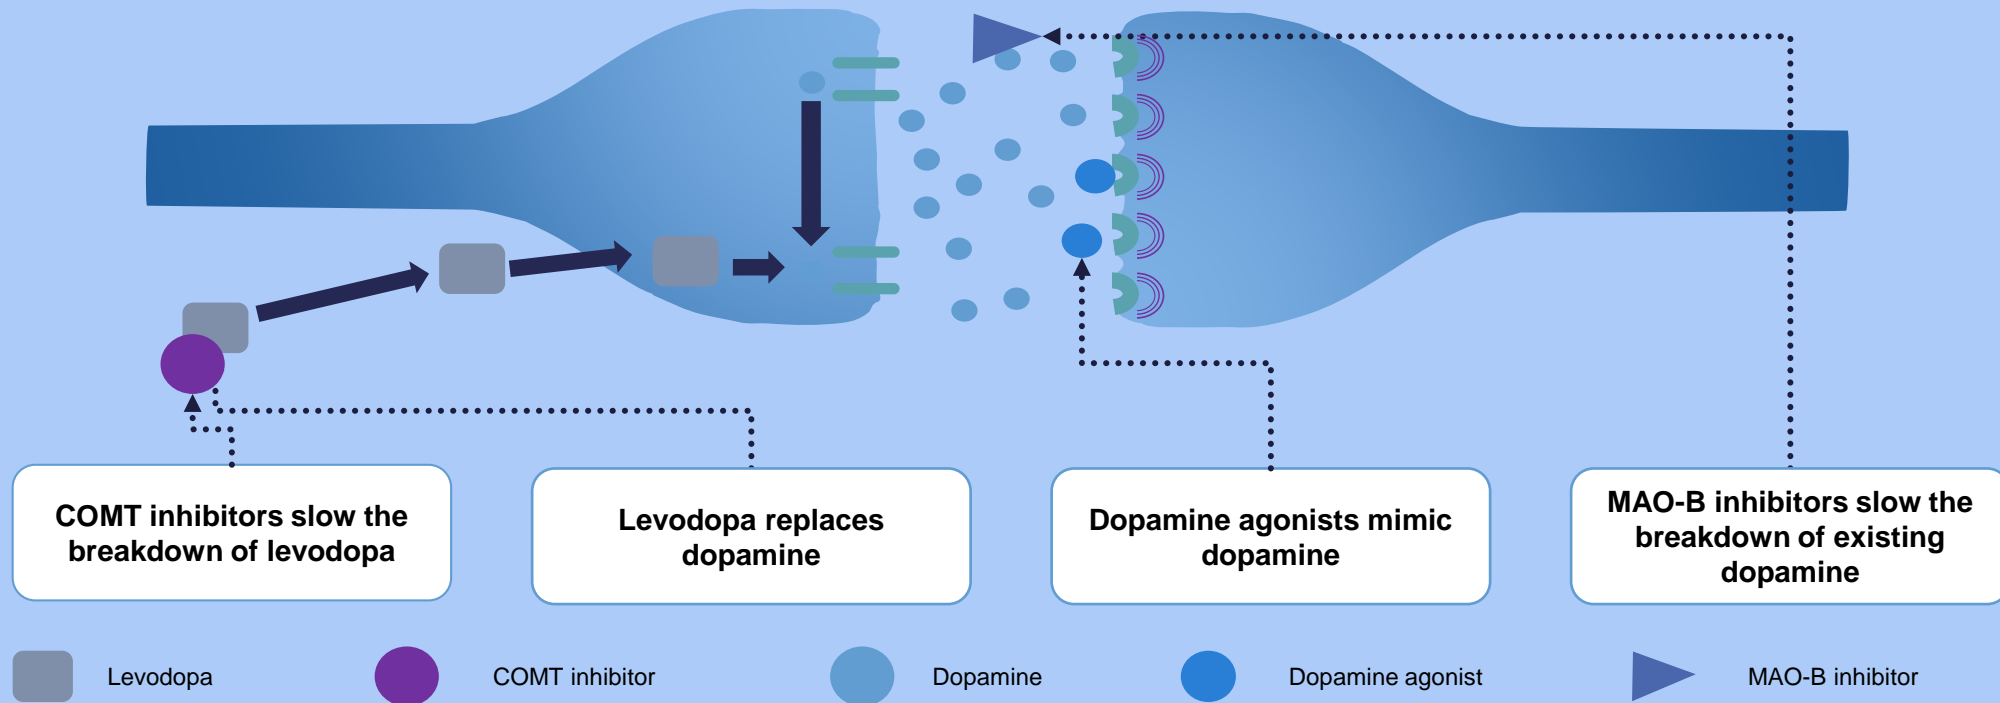 COMT inhibitors slow the
breakdown of levodopa
Levodopa replaces
dopamine
Dopamine agonists mimic
dopamine
MAO-B inhibitors slow the
breakdown of existing
dopamine
Levodopa
COMT inhibitor
Dopamine
Dopamine agonist
MAO-B inhibitor